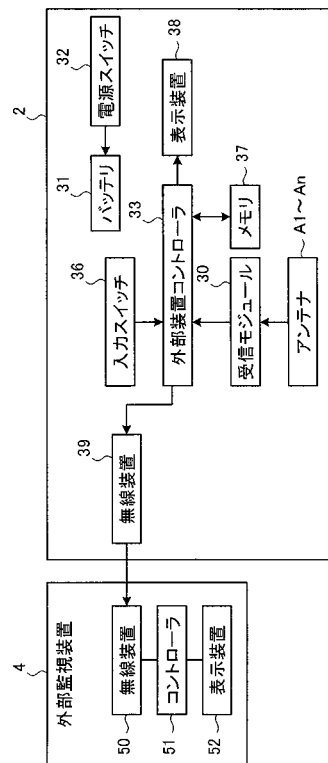 2
32
電源スイッチ
31
バッテリ
38
表示装置
36
入力スイッチ
33
外部装置コントローラ
37
メモリ
30
受信モジュール
A1～An
アンテナ
39
無線装置
4
外部監視装置
50
無線装置
51
コントローラ
52
表示装置